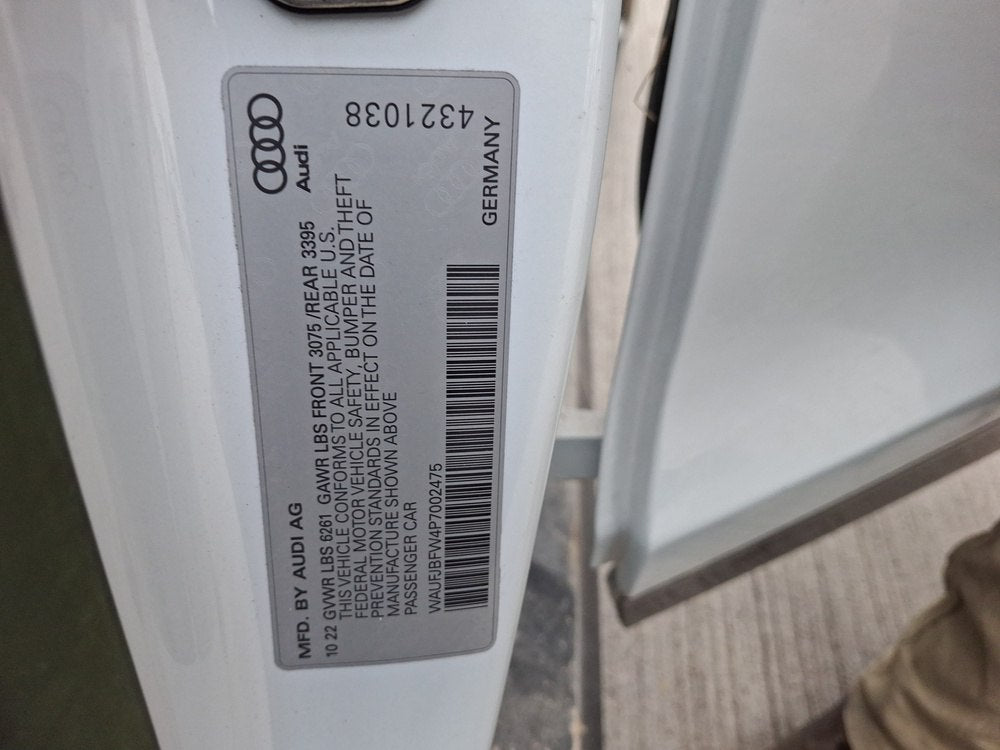 MFD. BY AUDI AG
Audi
10 22 GVWR LBS 6261 GAWR LBS FRONT 3075 /REAR 3395
THIS VEHICLE CONFORMS TO ALL APPLICABLE U.S.
FEDERAL MOTOR VEHICLE SAFETY, BUMPER AND THEFT
PREVENTION STANDARDS IN EFFECT ON THE DATE OF
MANUFACTURE SHOWN ABOVE
PASSENGER CAR
WAUFJBFW4P7002475
GERMANY
4321038